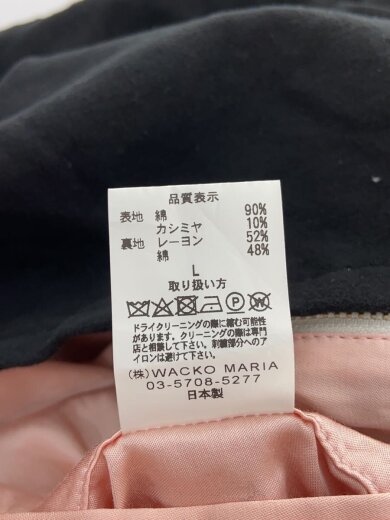 品質表示
表地 綿 90%
カシミヤ 10%
裏地 レーヨン 52%
綿 48%
L
取り扱い方
P W
ドライクリーニングの際に縮む可能性
があります。クリーニングの際は専門
店と相談して下さい。刺繍部分へのア
イロンは避けて下さい。
(株) WACKO MARIA
03-5708-5277
日本製